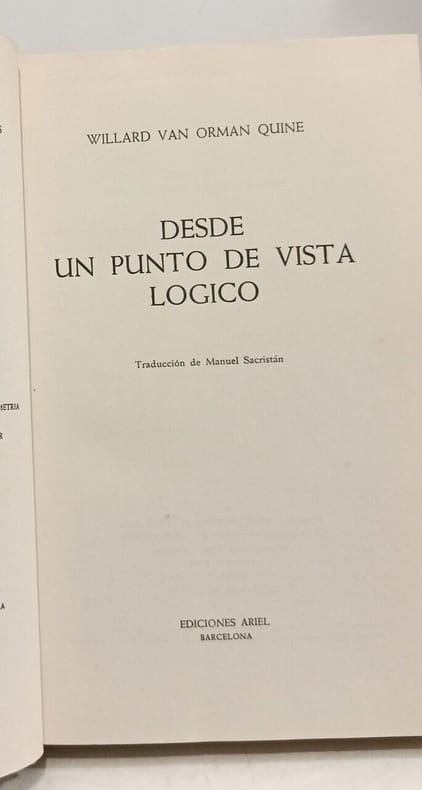 WILLARD VAN ORMAN QUINE
DESDE
UN PUNTO DE VISTA
LOGICO
Traducción de Manuel Sacristán
EDICIONES ARIEL
BARCELONA